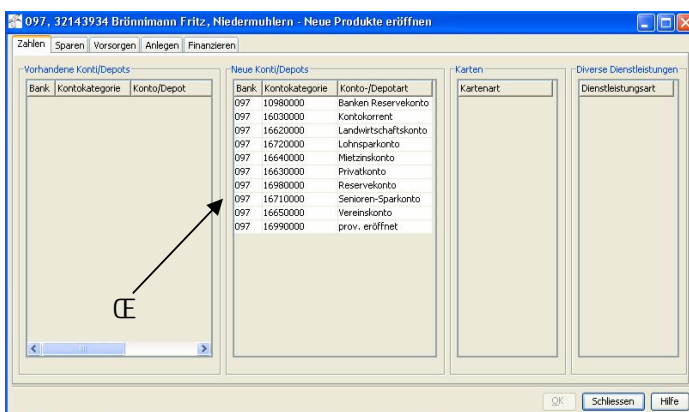 097, 32143934 Brönnimann Fritz, Niedermuhlern - Neue Produkte eröffnen
Zahlen Sparen Vorsorgen Anlegen Finanzieren
Vorhandene Konti/Depots
Bank Kontokategorie Konto/Depot
Neue Konti/Depots
Bank Kontokategorie Konto-/Depotart
097 10980000 Banken Reservekonto
097 16030000 Kontokorrent
097 16620000 Landwirtschaftskonto
097 16720000 Lohnsparkonto
097 16640000 Mietzinskonto
097 16630000 Privatkonto
097 16980000 Reservekonto
097 16710000 Senioren-Sparkonto
097 16650000 Vereinskonto
097 16990000 prov. eröffnet
Karten
Kartenart
Diverse Dienstleistungen
Dienstleistungsart
Œ
OK Schliessen Hilfe